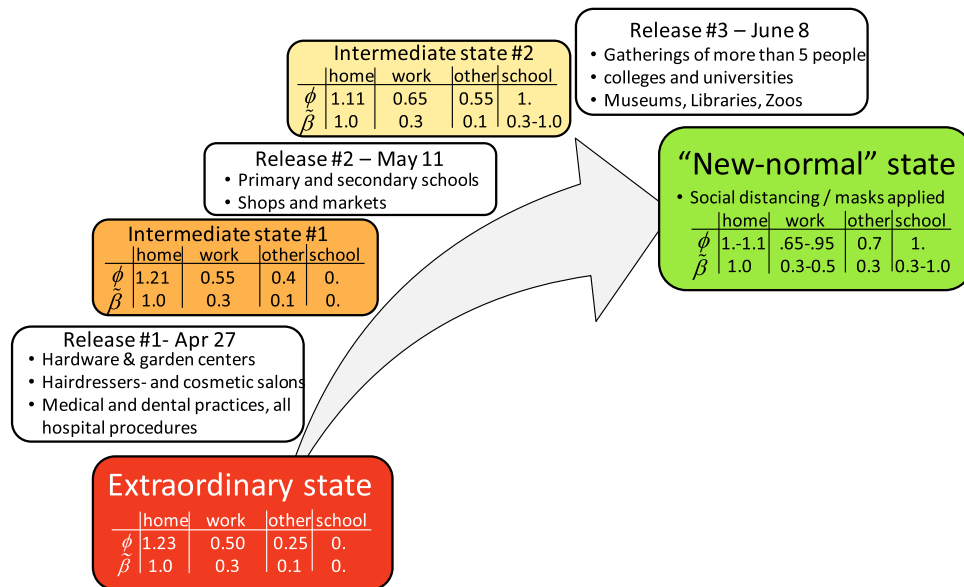 Release #3 – June 8
• Gatherings of more than 5 people
• colleges and universities
• Museums, Libraries, Zoos
Intermediate state #2
home work other school
ϕ 1.11 0.65 0.55 1.
β̃ 1.0 0.3 0.1 0.3-1.0
Release #2 – May 11
• Primary and secondary schools
• Shops and markets
“New-normal” state
• Social distancing / masks applied
home work other school
ϕ 1.-1.1 .65-.95 0.7 1.
β̃ 1.0 0.3-0.5 0.3 0.3-1.0
Intermediate state #1
home work other school
ϕ 1.21 0.55 0.4 0.
β̃ 1.0 0.3 0.1 0.
Release #1- Apr 27
• Hardware & garden centers
• Hairdressers- and cosmetic salons
• Medical and dental practices, all
hospital procedures
Extraordinary state
home work other school
ϕ 1.23 0.50 0.25 0.
β̃ 1.0 0.3 0.1 0.